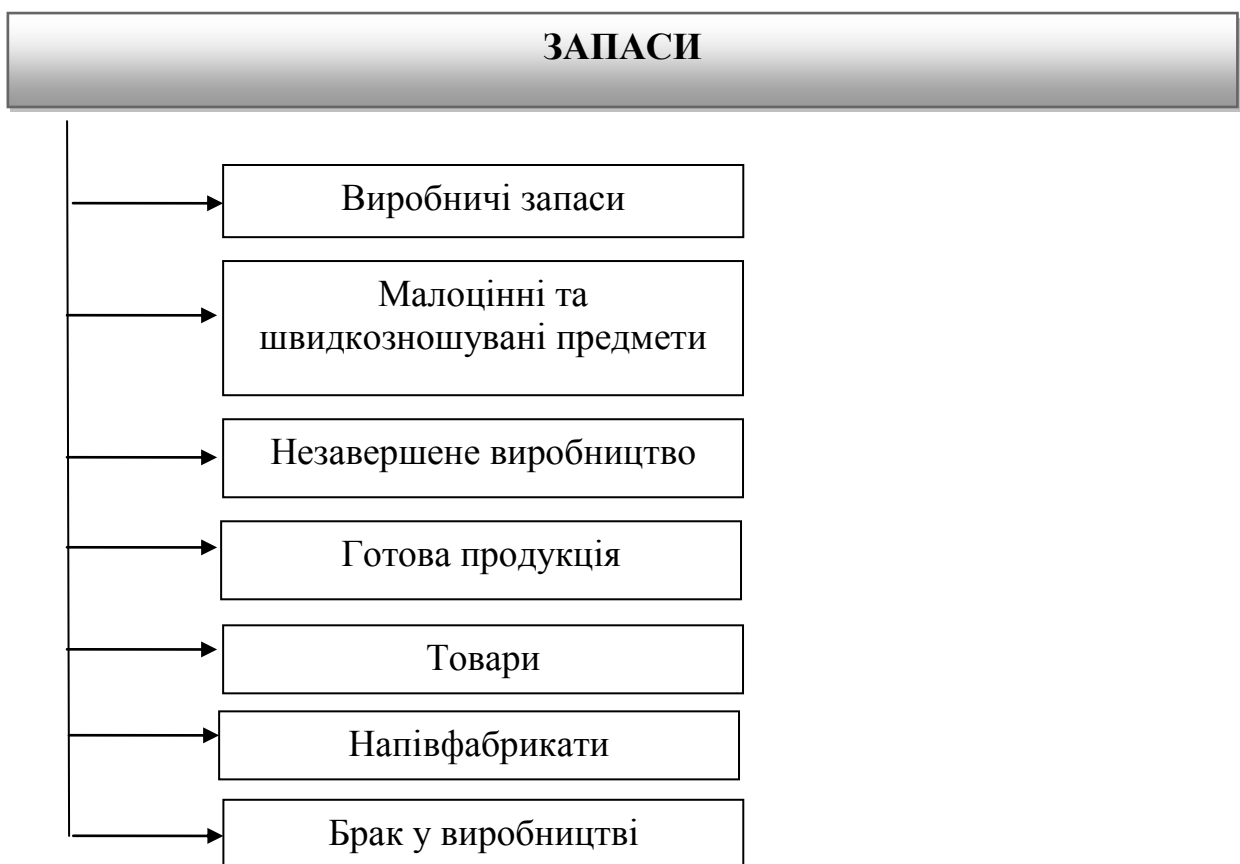 ЗАПАСИ
Виробничі запаси
Малоцінні та
швидкозношувані предмети
Незавершене виробництво
Готова продукція
Товари
Напівфабрикати
Брак у виробництві